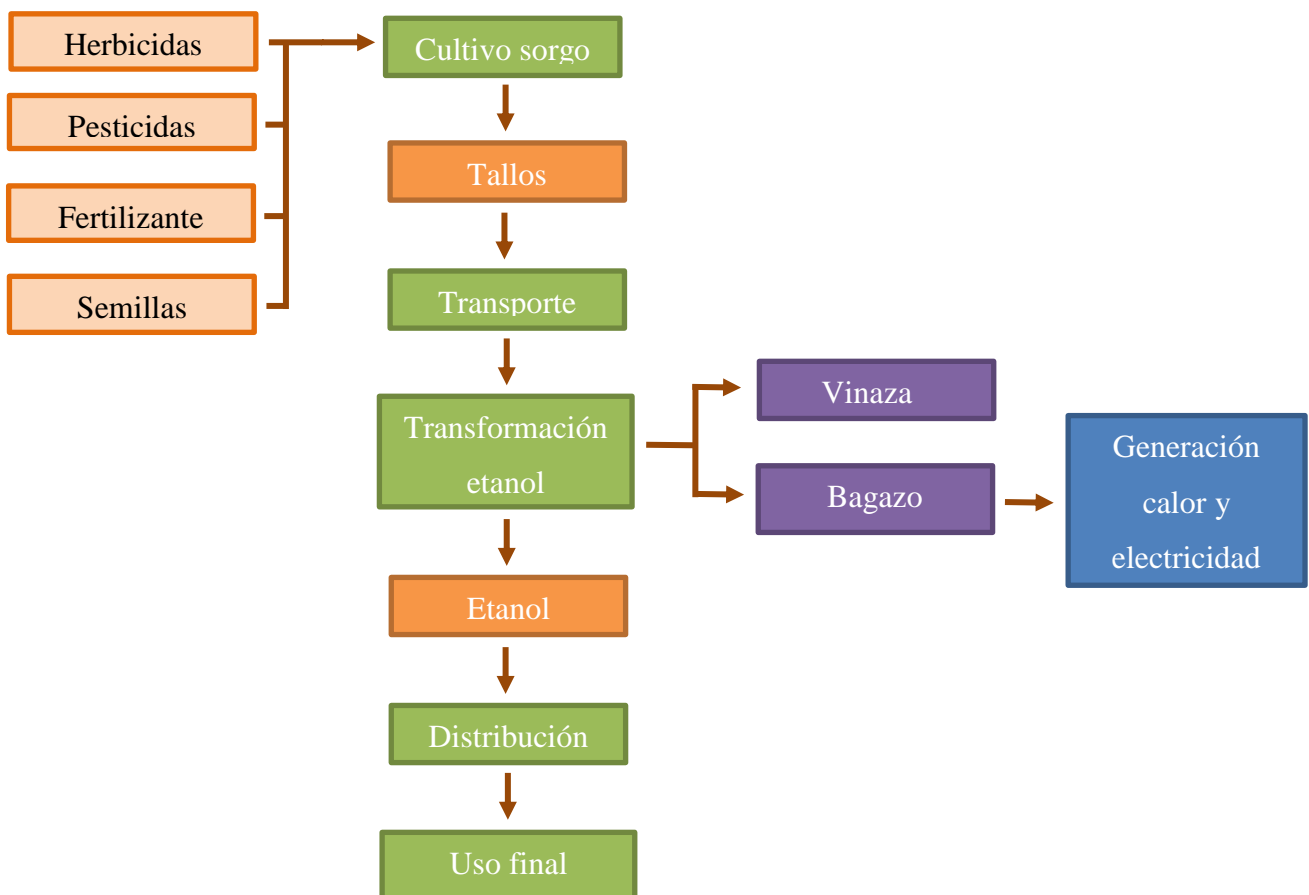 Herbicidas
Pesticidas
Fertilizante
Semillas
Cultivo sorgo
Tallos
Transporte
Transformación
etanol
Vinaza
Bagazo
Generación
calor y
electricidad
Etanol
Distribución
Uso final